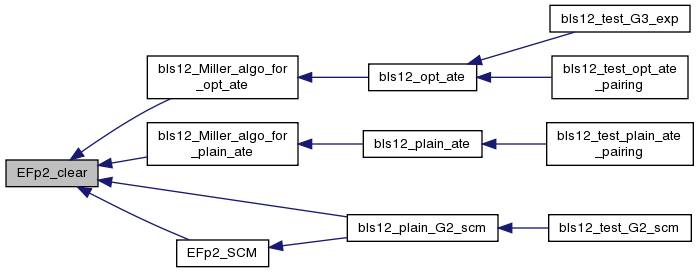 EFp2_clear
bls12_Miller_algo_for
_opt_ate
bls12_opt_ate
bls12_test_G3_exp
bls12_test_opt_ate
_pairing
bls12_Miller_algo_for
_plain_ate
bls12_plain_ate
bls12_test_plain_ate
_pairing
bls12_plain_G2_scm
bls12_test_G2_scm
EFp2_SCM